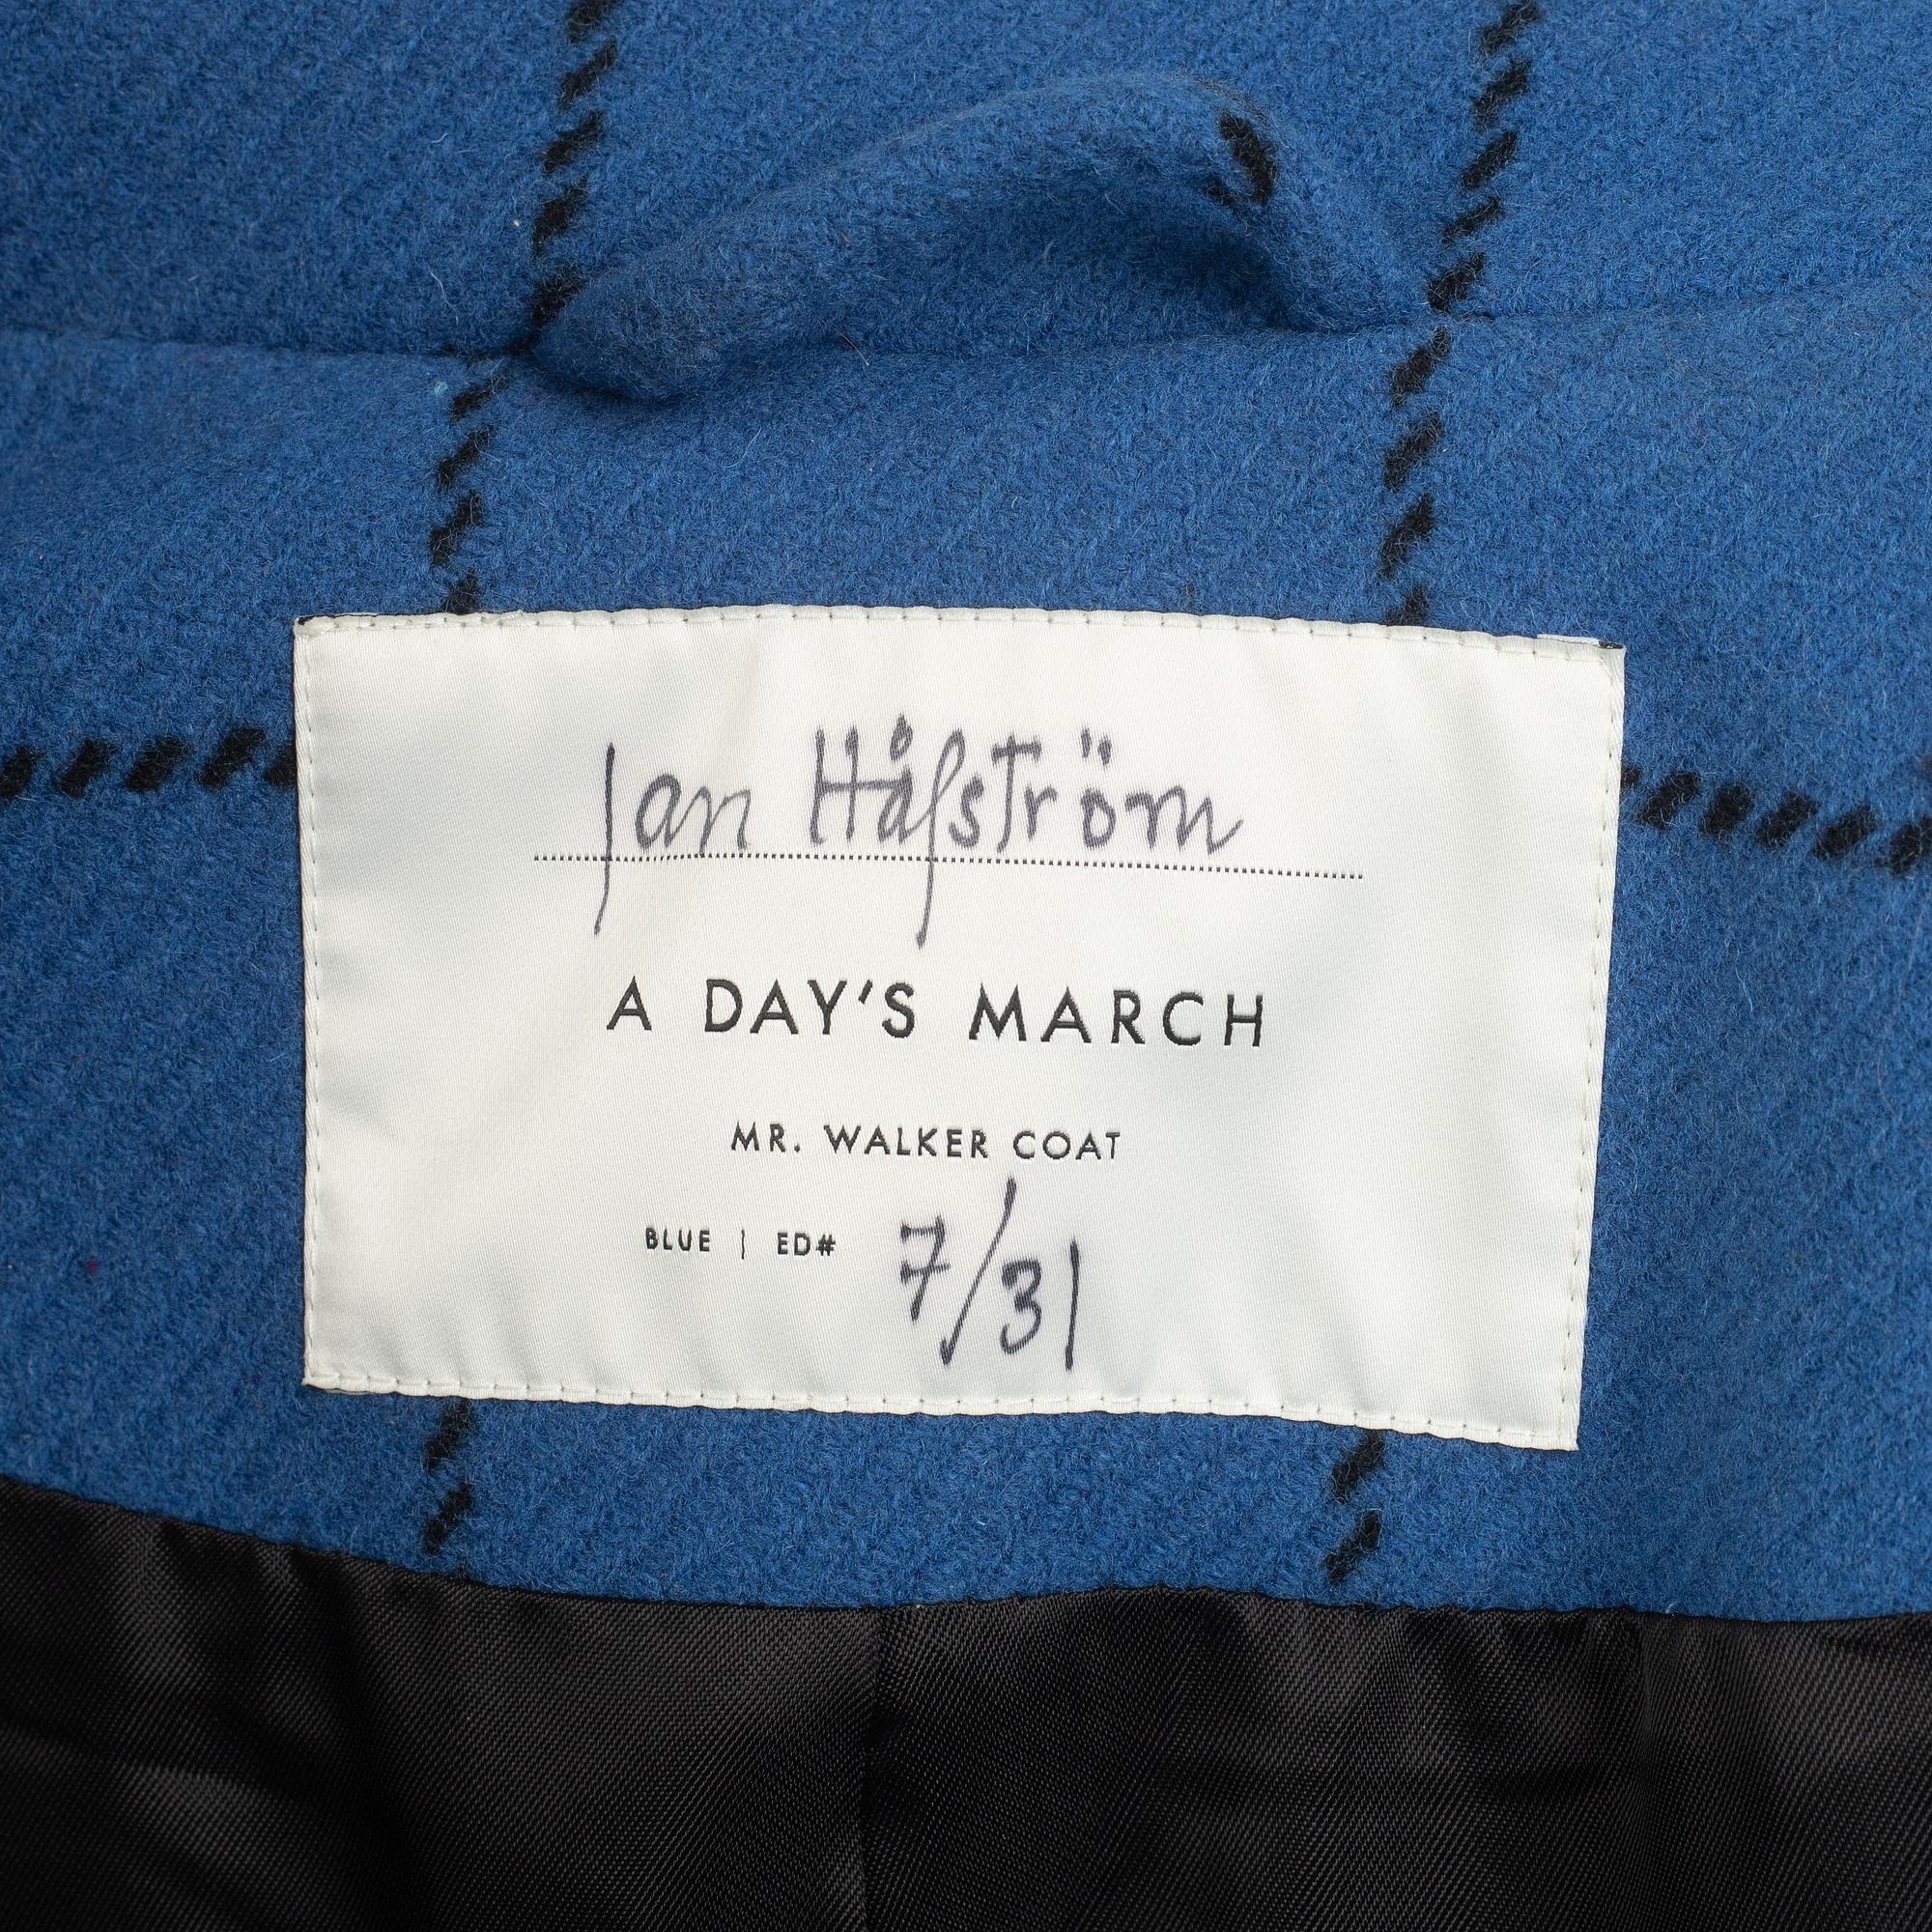 Jan Håfström
A DAY'S MARCH
MR. WALKER COAT
BLUE | ED# 7/31